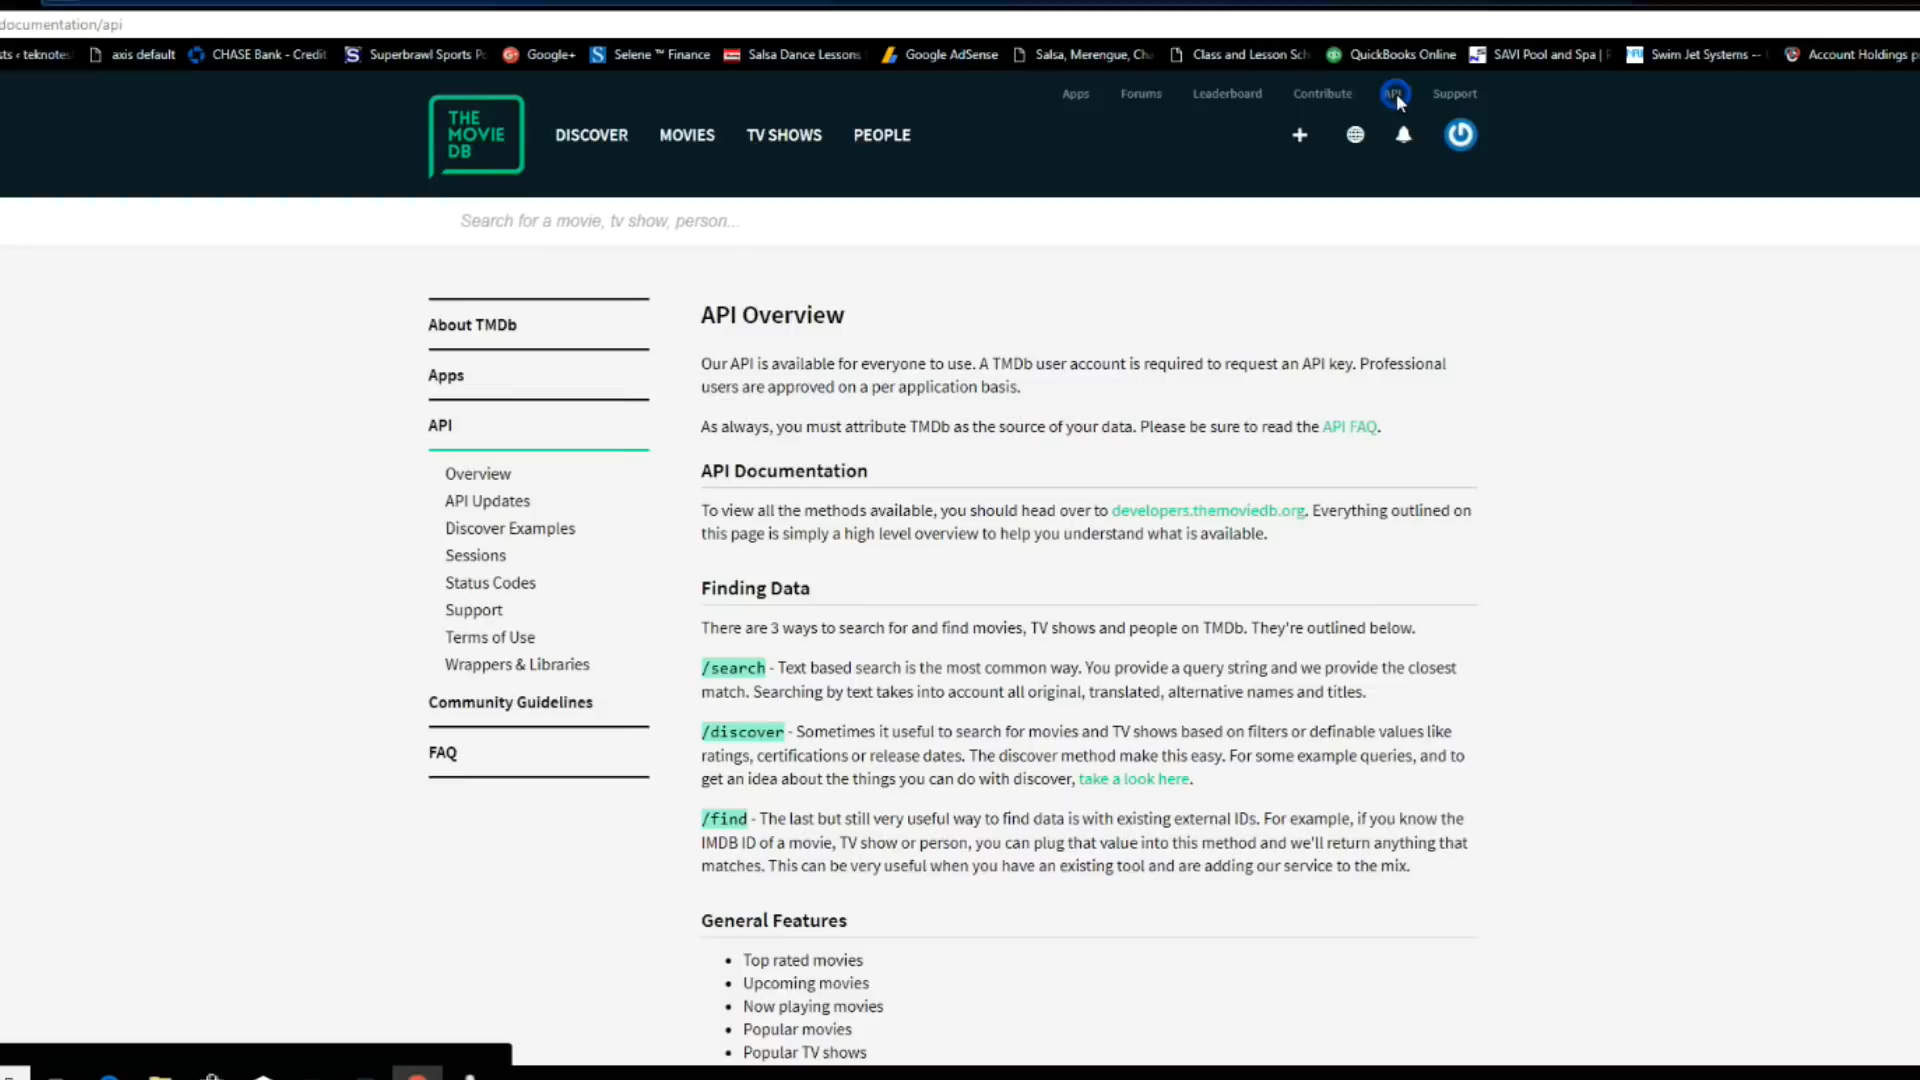 documentation/api
sts ‹ teknotes
axis default
CHASE Bank - Credit
Superbrawl Sports Po
Google+
Selene ™ Finance
Salsa Dance Lessons
Google AdSense
Salsa, Merengue, Cha
Class and Lesson Sch
QuickBooks Online
SAVI Pool and Spa |
Swim Jet Systems --
Account Holdings p
Apps
Forums
Leaderboard
Contribute
API
Support
THE
MOVIE
DB
DISCOVER
MOVIES
TV SHOWS
PEOPLE
Search for a movie, tv show, person...
About TMDb
Apps
API
Overview
API Updates
Discover Examples
Sessions
Status Codes
Support
Terms of Use
Wrappers & Libraries
Community Guidelines
FAQ
API Overview
Our API is available for everyone to use. A TMDb user account is required to request an API key. Professional
users are approved on a per application basis.
As always, you must attribute TMDb as the source of your data. Please be sure to read the API FAQ.
API Documentation
To view all the methods available, you should head over to developers.themoviedb.org. Everything outlined on
this page is simply a high level overview to help you understand what is available.
Finding Data
There are 3 ways to search for and find movies, TV shows and people on TMDb. They're outlined below.
/search - Text based search is the most common way. You provide a query string and we provide the closest
match. Searching by text takes into account all original, translated, alternative names and titles.
/discover - Sometimes it useful to search for movies and TV shows based on filters or definable values like
ratings, certifications or release dates. The discover method make this easy. For some example queries, and to
get an idea about the things you can do with discover, take a look here.
/find - The last but still very useful way to find data is with existing external IDs. For example, if you know the
IMDB ID of a movie, TV show or person, you can plug that value into this method and we'll return anything that
matches. This can be very useful when you have an existing tool and are adding our service to the mix.
General Features
• Top rated movies
• Upcoming movies
• Now playing movies
• Popular movies
• Popular TV shows